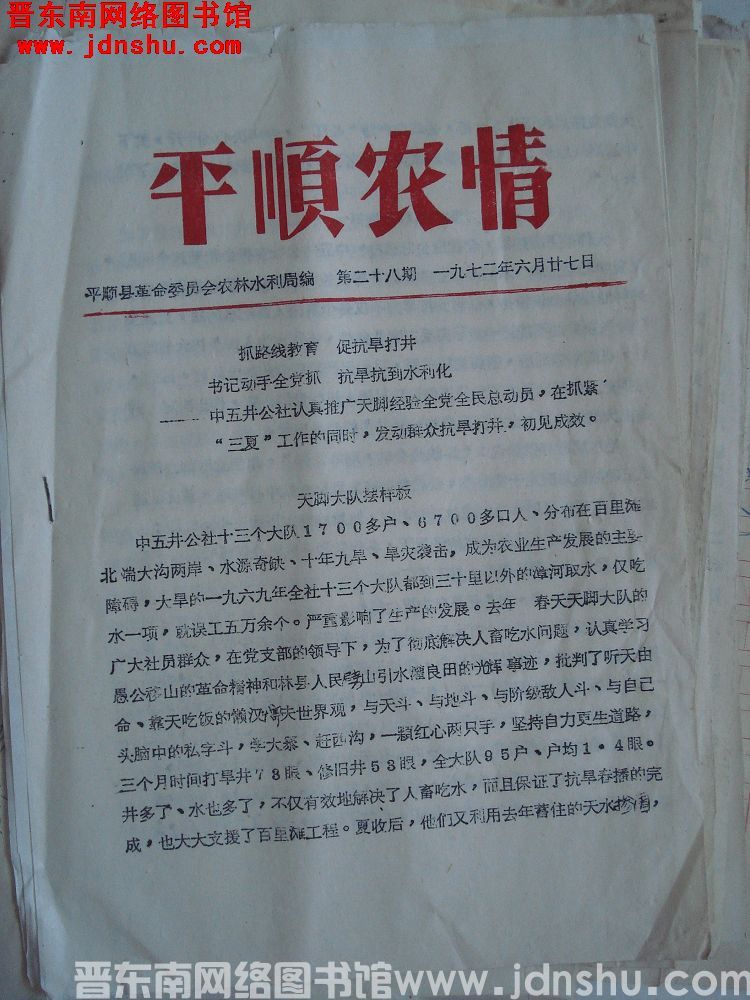 晋东南网络图书馆
www.jdnshu.com
平順农情
平顺县革命委员会农林水利局编 第二十八期 一九七二年六月廿七日
抓路线教育 促抗旱打井
书记动手全党抓 抗旱抗到水利化
——中五井公社认真推广天脚经验全党全民总动员，在抓紧
“三夏”工作的同时，发动群众抗旱打井，初见成效。
天脚大队摆样板
中五井公社十三个大队1700多户、6700多口人、分布在百里滩
北端大沟两岸、水源奇缺、十年九旱、旱灾袭击，成为农业生产发展的主要
障碍，大旱的一九六九年全社十三个大队都到三十里以外的漳河取水，仅吃
水一项，就误工五万余个。严重影响了生产的发展。去年 春天天脚大队的
广大社员群众，在党支部的领导下，为了彻底解决人畜吃水问题，认真学习
愚公移山的革命精神和林县人民劈山引水灌良田的光辉事迹，批判了听天由
命、靠天吃饭的懒汉懦夫世界观，与天斗、与地斗、与阶级敌人斗、与自己
头脑中的私字斗，学大寨、赶西沟，一颗红心两只手，坚持自力更生道路，
三个月时间打旱井78眼、修旧井53眼，全大队95户、户均1·4眼。
井多了、水也多了，不仅有效地解决了人畜吃水，而且保证了抗旱春播的完
成，也大大支援了百里滩工程。夏收后，他们又利用去年蓄住的天水
晋东南网络图书馆www.jdnshu.com